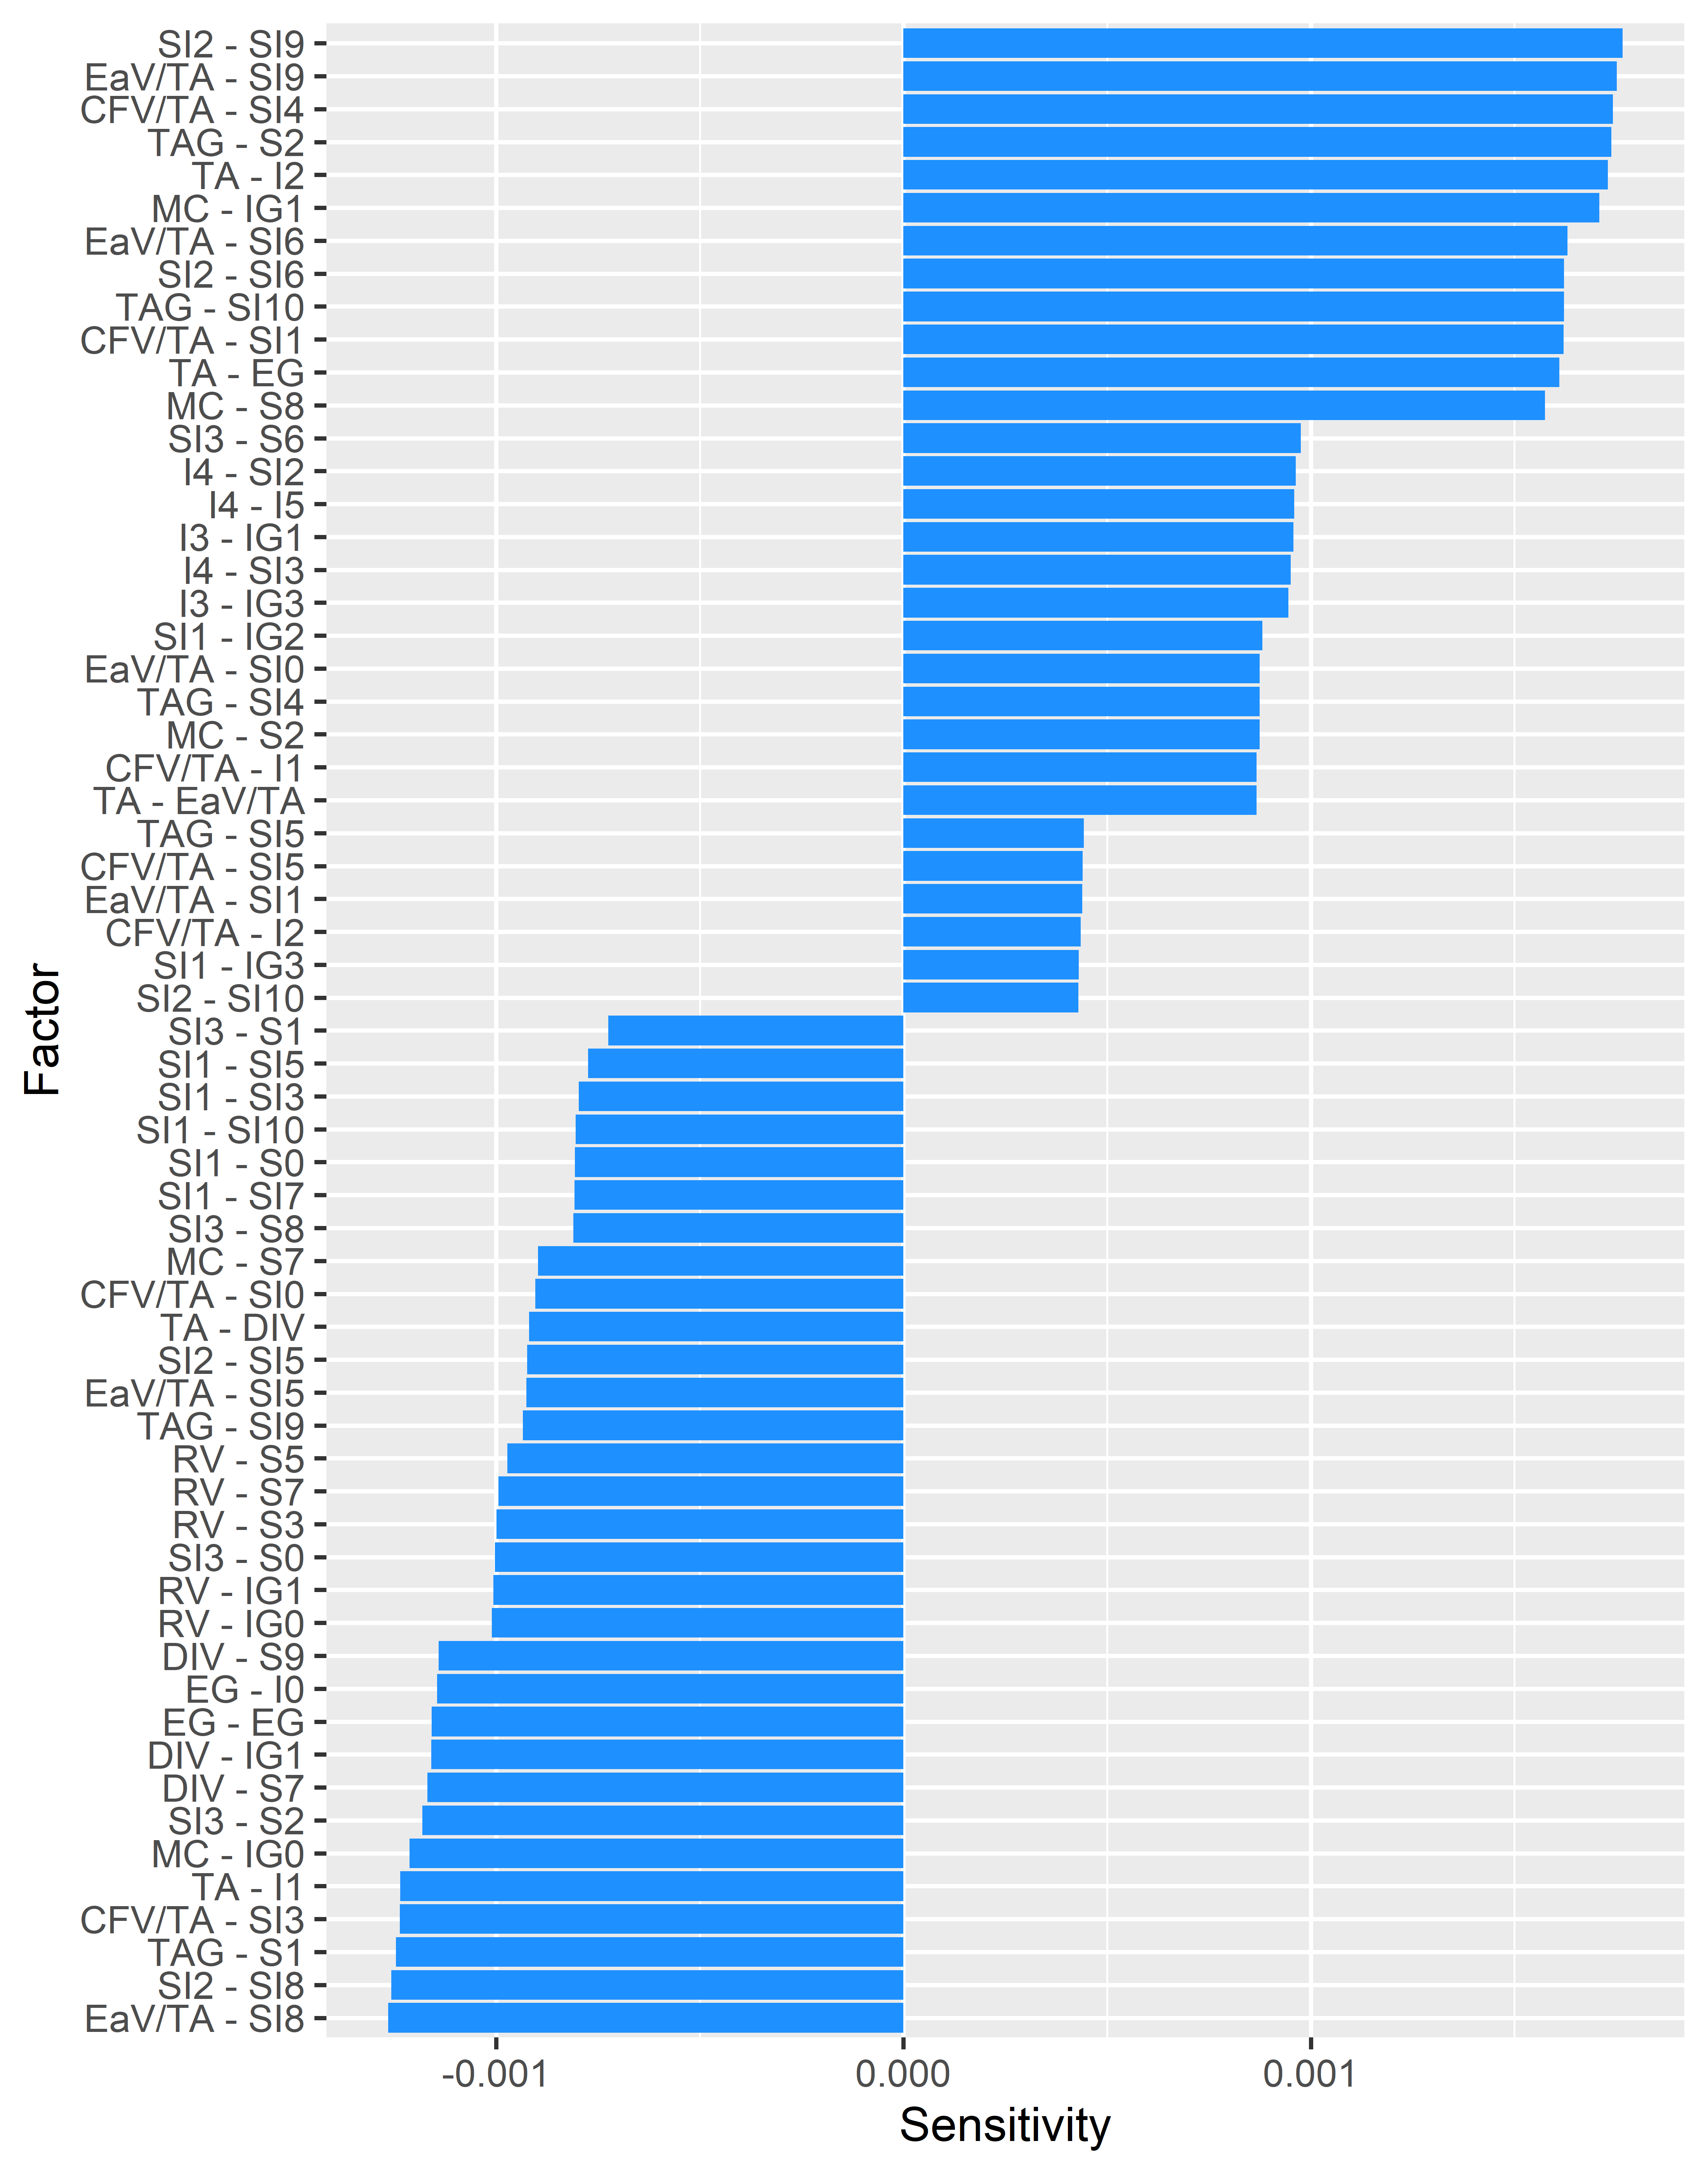 SI2 - SI9
EaV/TA - SI9
CFV/TA - SI4
TAG - S2
TA - I2
MC - IG1
EaV/TA - SI6
SI2 - SI6
TAG - SI10
CFV/TA - SI1
TA - EG
MC - S8
SI3 - S6
I4 - SI2
I4 - I5
I3 - IG1
I4 - SI3
I3 - IG3
SI1 - IG2
EaV/TA - SI0
TAG - SI4
MC - S2
CFV/TA - I1
TA - EaV/TA
TAG - SI5
CFV/TA - SI5
EaV/TA - SI1
CFV/TA - I2
SI1 - IG3
SI2 - SI10
SI3 - S1
SI1 - SI5
SI1 - SI3
SI1 - SI10
SI1 - S0
SI1 - SI7
SI3 - S8
MC - S7
CFV/TA - SI0
TA - DIV
SI2 - SI5
EaV/TA - SI5
TAG - SI9
RV - S5
RV - S7
RV - S3
SI3 - S0
RV - IG1
RV - IG0
DIV - S9
EG - I0
EG - EG
DIV - IG1
DIV - S7
SI3 - S2
MC - IG0
TA - I1
CFV/TA - SI3
TAG - S1
SI2 - SI8
EaV/TA - SI8
Factor
-0.001 0.000 0.001
Sensitivity